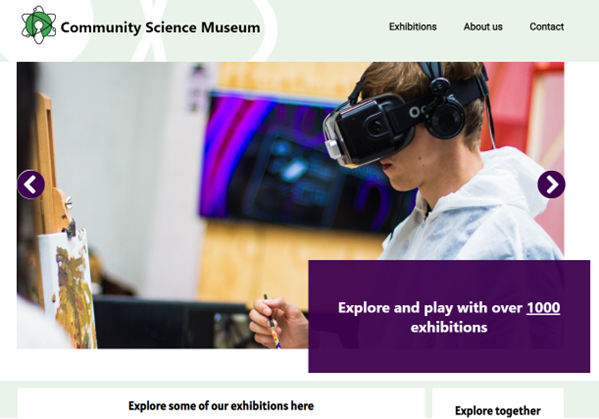 Community Science Museum
Exhibitions
About us
Contact
Explore and play with over 1000
exhibitions
Explore some of our exhibitions here
Explore together